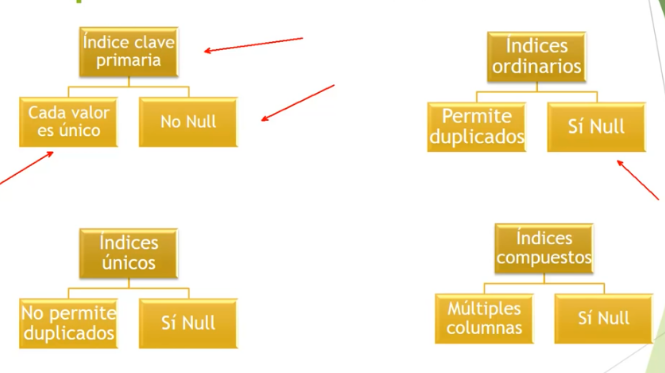 Índice clave
primaria
Cada valor
es único
No Null
Índices
ordinarios
Permite
duplicados
Sí Null
Índices
únicos
No permite
duplicados
Sí Null
Índices
compuestos
Múltiples
columnas
Sí Null